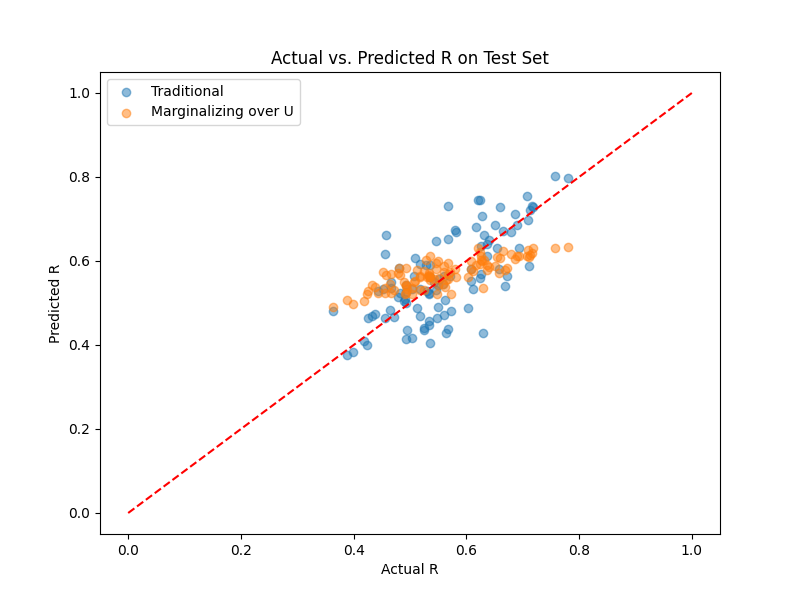 Actual vs. Predicted R on Test Set
Traditional
Marginalizing over U
1.0
0.8
0.6
0.4
0.2
0.0
Predicted R
0.0 0.2 0.4 0.6 0.8 1.0
Actual R